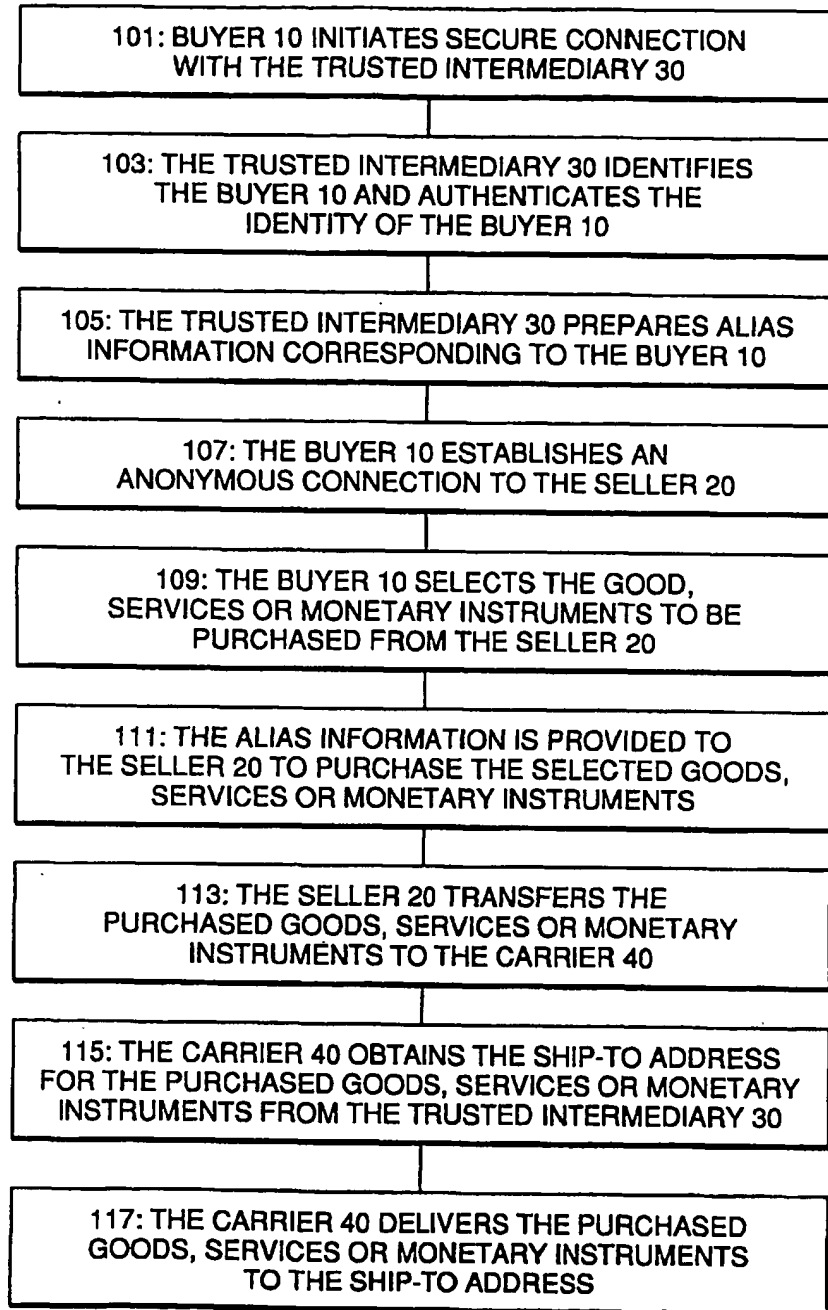 101: BUYER 10 INITIATES SECURE CONNECTION
WITH THE TRUSTED INTERMEDIARY 30
103: THE TRUSTED INTERMEDIARY 30 IDENTIFIES
THE BUYER 10 AND AUTHENTICATES THE
IDENTITY OF THE BUYER 10
105: THE TRUSTED INTERMEDIARY 30 PREPARES ALIAS
INFORMATION CORRESPONDING TO THE BUYER 10
107: THE BUYER 10 ESTABLISHES AN
ANONYMOUS CONNECTION TO THE SELLER 20
109: THE BUYER 10 SELECTS THE GOOD,
SERVICES OR MONETARY INSTRUMENTS TO BE
PURCHASED FROM THE SELLER 20
111: THE ALIAS INFORMATION IS PROVIDED TO
THE SELLER 20 TO PURCHASE THE SELECTED GOODS,
SERVICES OR MONETARY INSTRUMENTS
113: THE SELLER 20 TRANSFERS THE
PURCHASED GOODS, SERVICES OR MONETARY
INSTRUMENTS TO THE CARRIER 40
115: THE CARRIER 40 OBTAINS THE SHIP-TO ADDRESS
FOR THE PURCHASED GOODS, SERVICES OR MONETARY
INSTRUMENTS FROM THE TRUSTED INTERMEDIARY 30
117: THE CARRIER 40 DELIVERS THE PURCHASED
GOODS, SERVICES OR MONETARY INSTRUMENTS
TO THE SHIP-TO ADDRESS